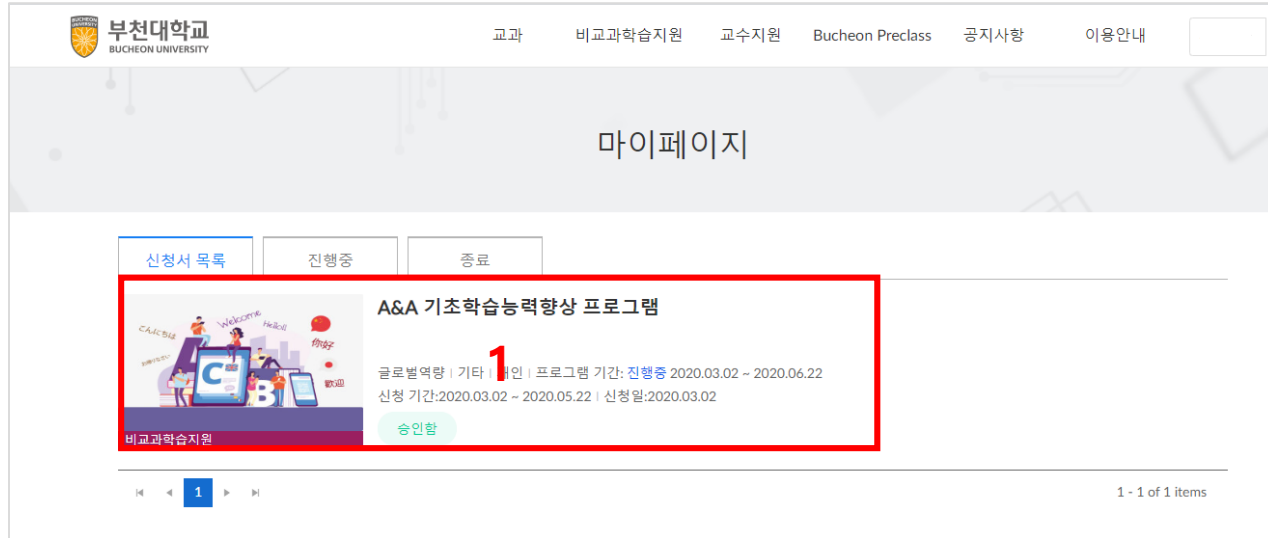 부천대학교
BUCHEON UNIVERSITY
교과 비교과학습지원 교수지원 Bucheon Preclass 공지사항 이용안내
마이페이지
신청서 목록 진행중 종료
A&A 기초학습능력향상 프로그램
1
글로벌역량 | 기타 | 개인 | 프로그램 기간: 진행중 2020.03.02 ~ 2020.06.22
신청 기간:2020.03.02 ~ 2020.05.22 | 신청일:2020.03.02
승인함
Welcome
Hello!!
こんにちは
你好
歓迎
A
C
B
비교과학습지원
1
1 - 1 of 1 items